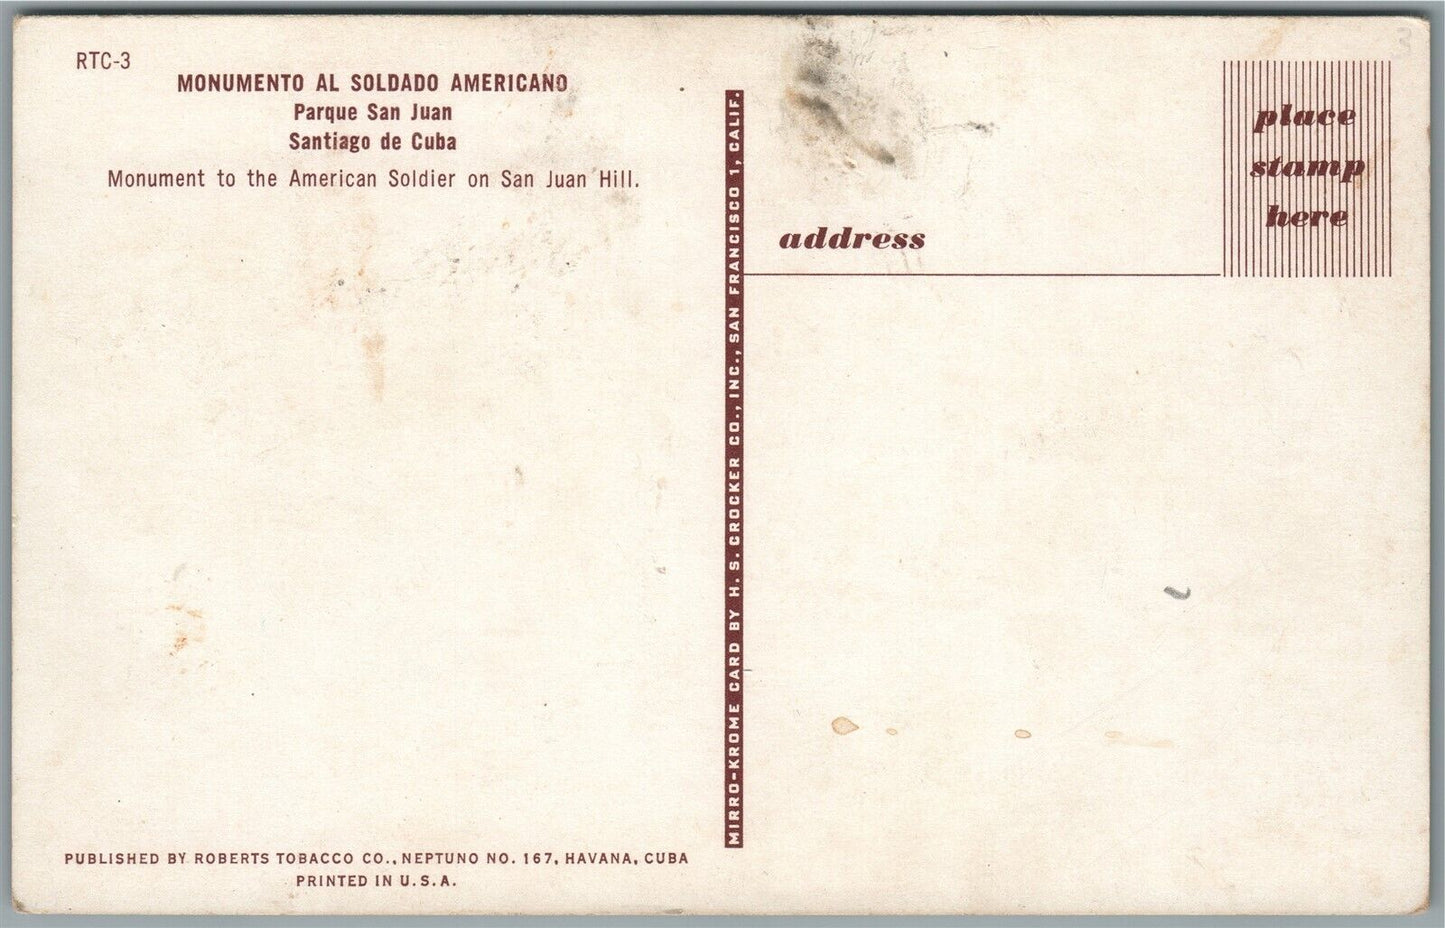 RTC-3
MONUMENTO AL SOLDADO AMERICANO
Parque San Juan
Santiago de Cuba
Monument to the American Soldier on San Juan Hill.
PUBLISHED BY ROBERTS TOBACCO CO., NEPTUNO NO. 167, HAVANA, CUBA
PRINTED IN U.S.A.
MIRRO-KROME CARD BY H. S. CROCKER CO., INC., SAN FRANCISCO 1, CALIF.
address
place
stamp
here
3